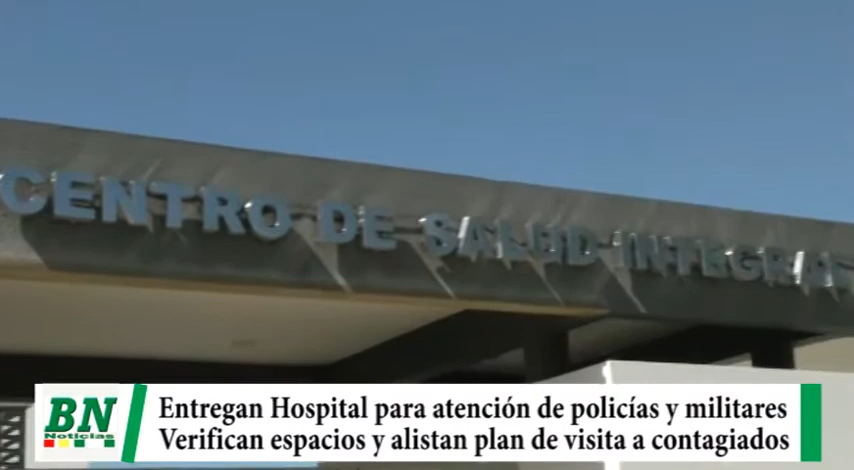 CENTRO DE SALUD INTEGRAL
BN
Noticias
Entregan Hospital para atención de policías y militares
Verifican espacios y alistan plan de visita a contagiados